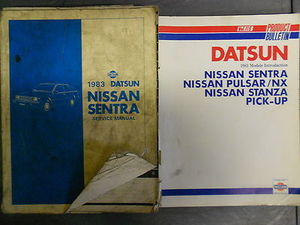 1983 DATSUN
NISSAN
SENTRA
SERVICE MANUAL
PRODUCT
BULLETIN
DATSUN
1983 Models Introduction
NISSAN SENTRA
NISSAN PULSAR/NX
NISSAN STANZA
PICK-UP